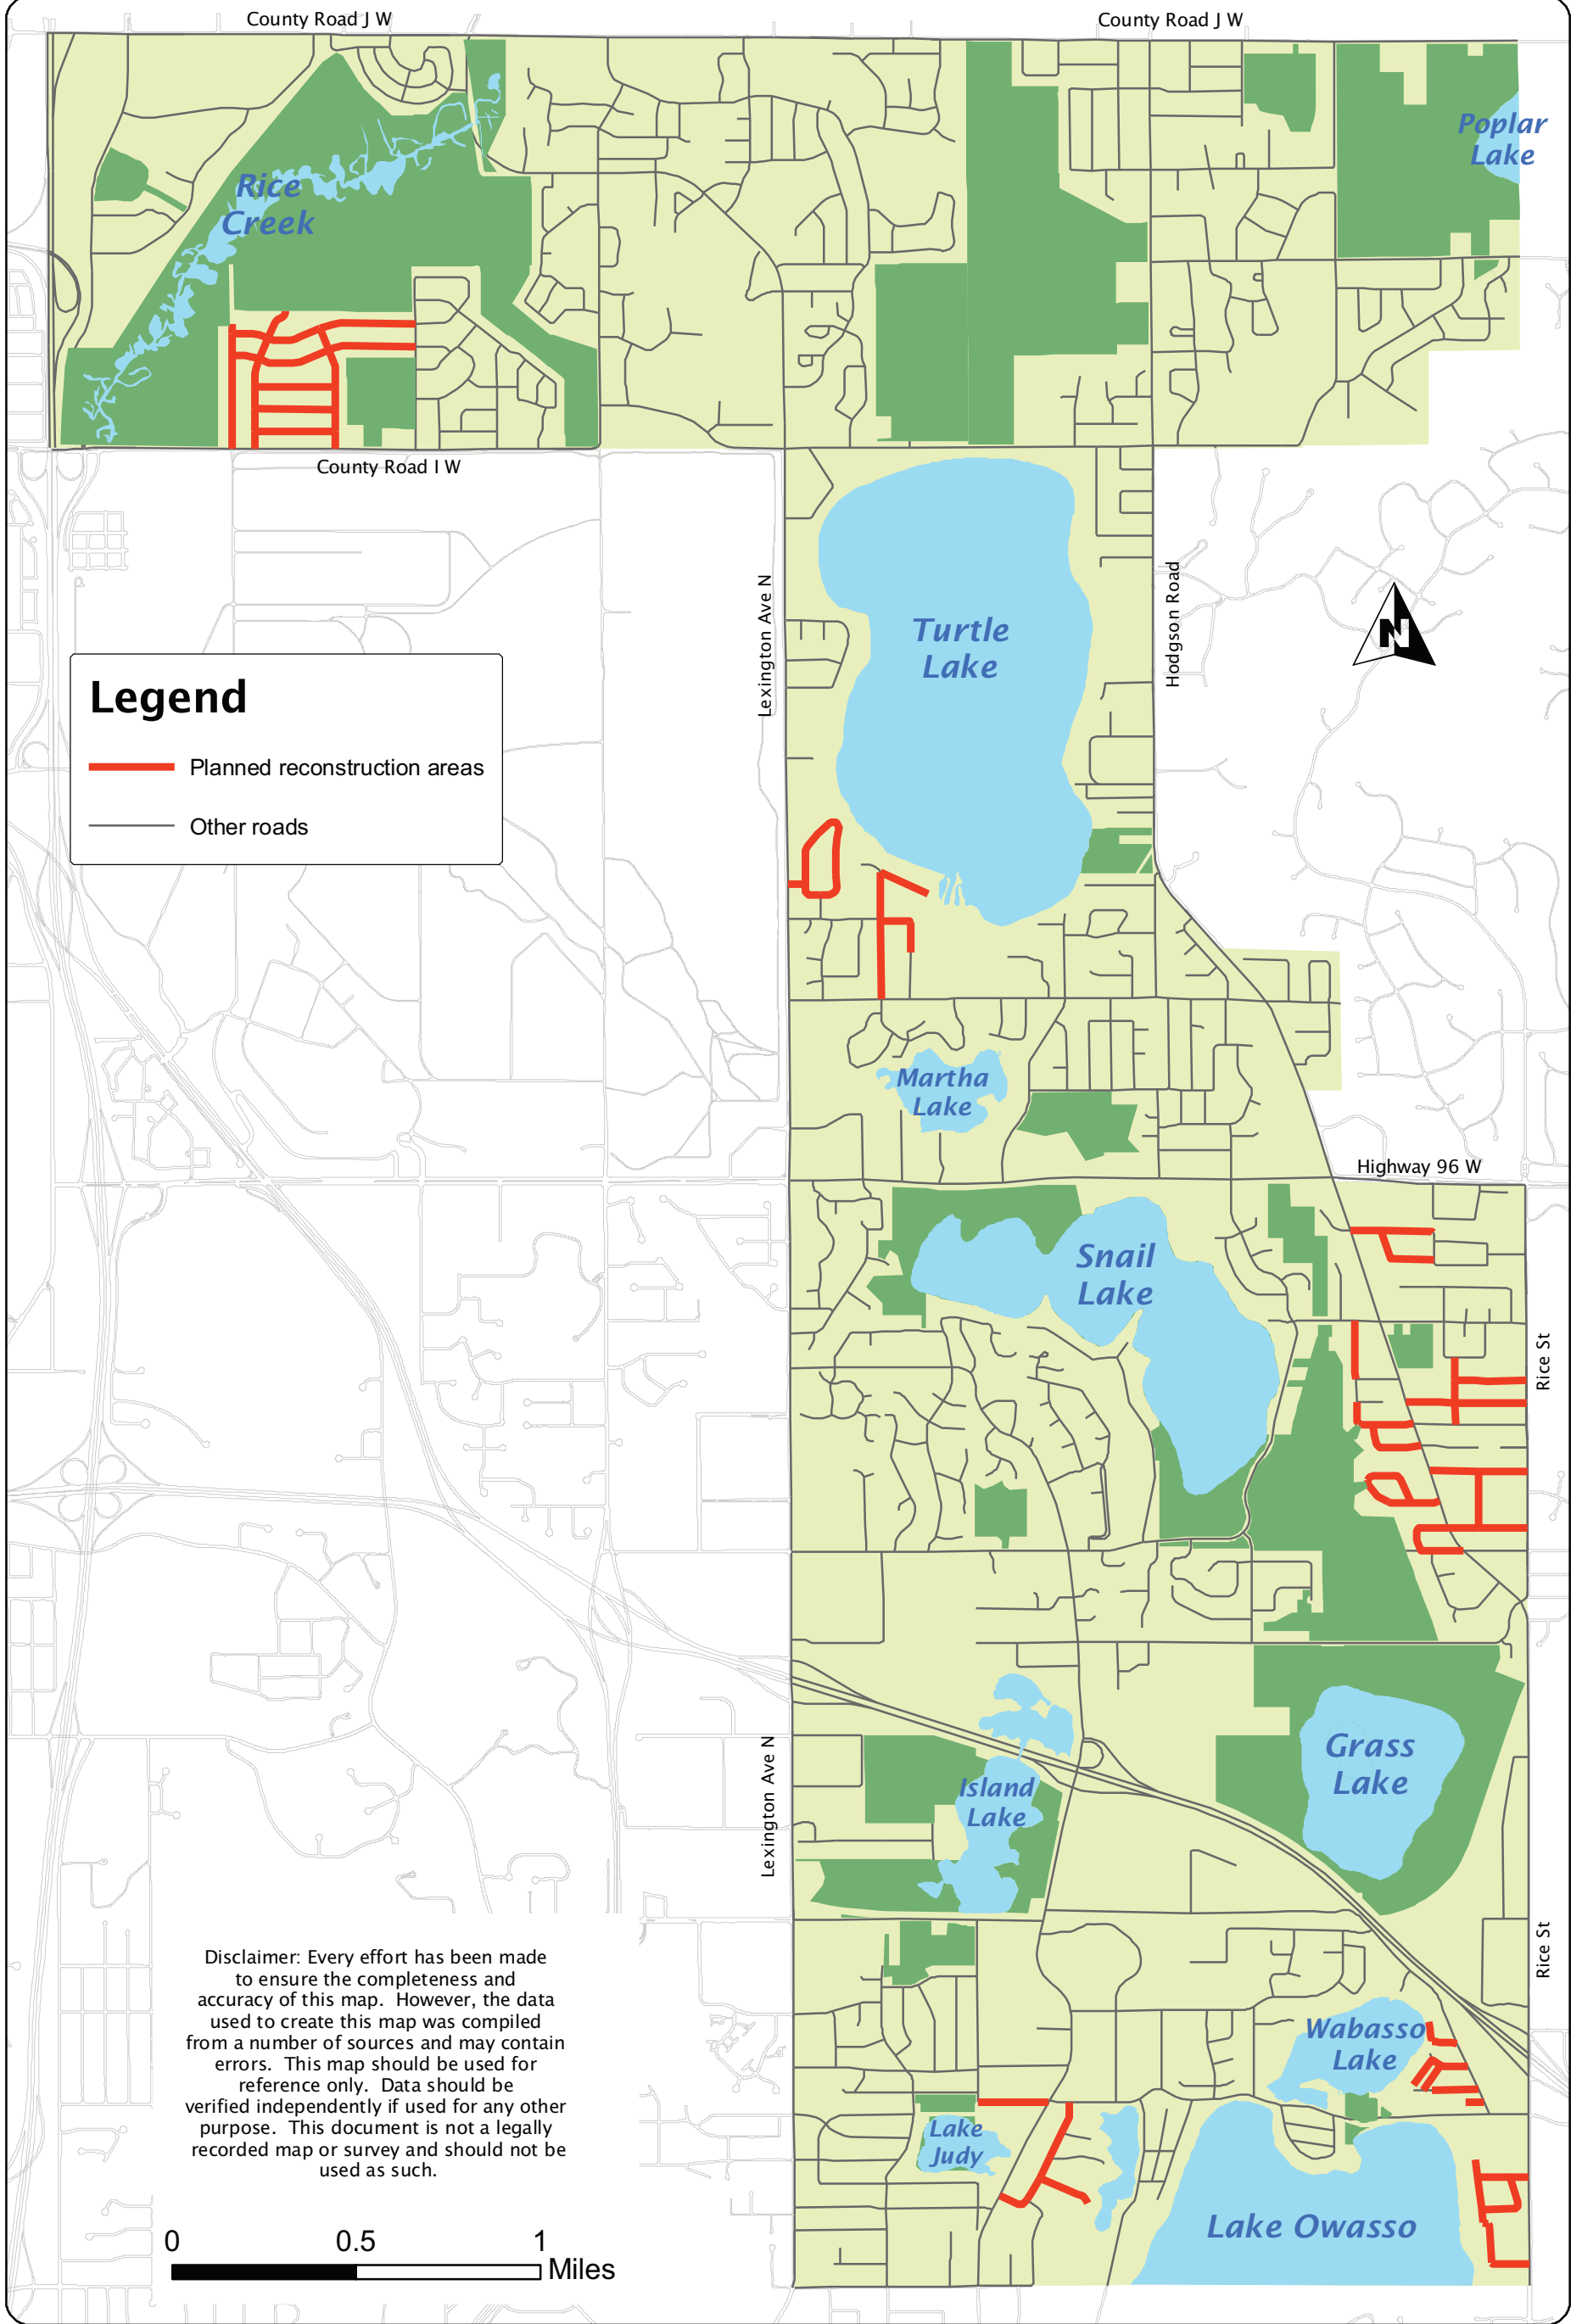 County Road J W
County Road J W
Poplar
Lake
Rice
Creek
County Road I W
Lexington Ave N
Hodgson Road
Turtle
Lake
N
Legend
Planned reconstruction areas
Other roads
Martha
Lake
Highway 96 W
Snail
Lake
Rice St
Grass
Lake
Island
Lake
Lexington Ave N
Rice St
Disclaimer: Every effort has been made
to ensure the completeness and
accuracy of this map. However, the data
used to create this map was compiled
from a number of sources and may contain
errors. This map should be used for
reference only. Data should be
verified independently if used for any other
purpose. This document is not a legally
recorded map or survey and should not be
used as such.
Wabasso
Lake
Lake
Judy
Lake Owasso
0 0.5 1
Miles